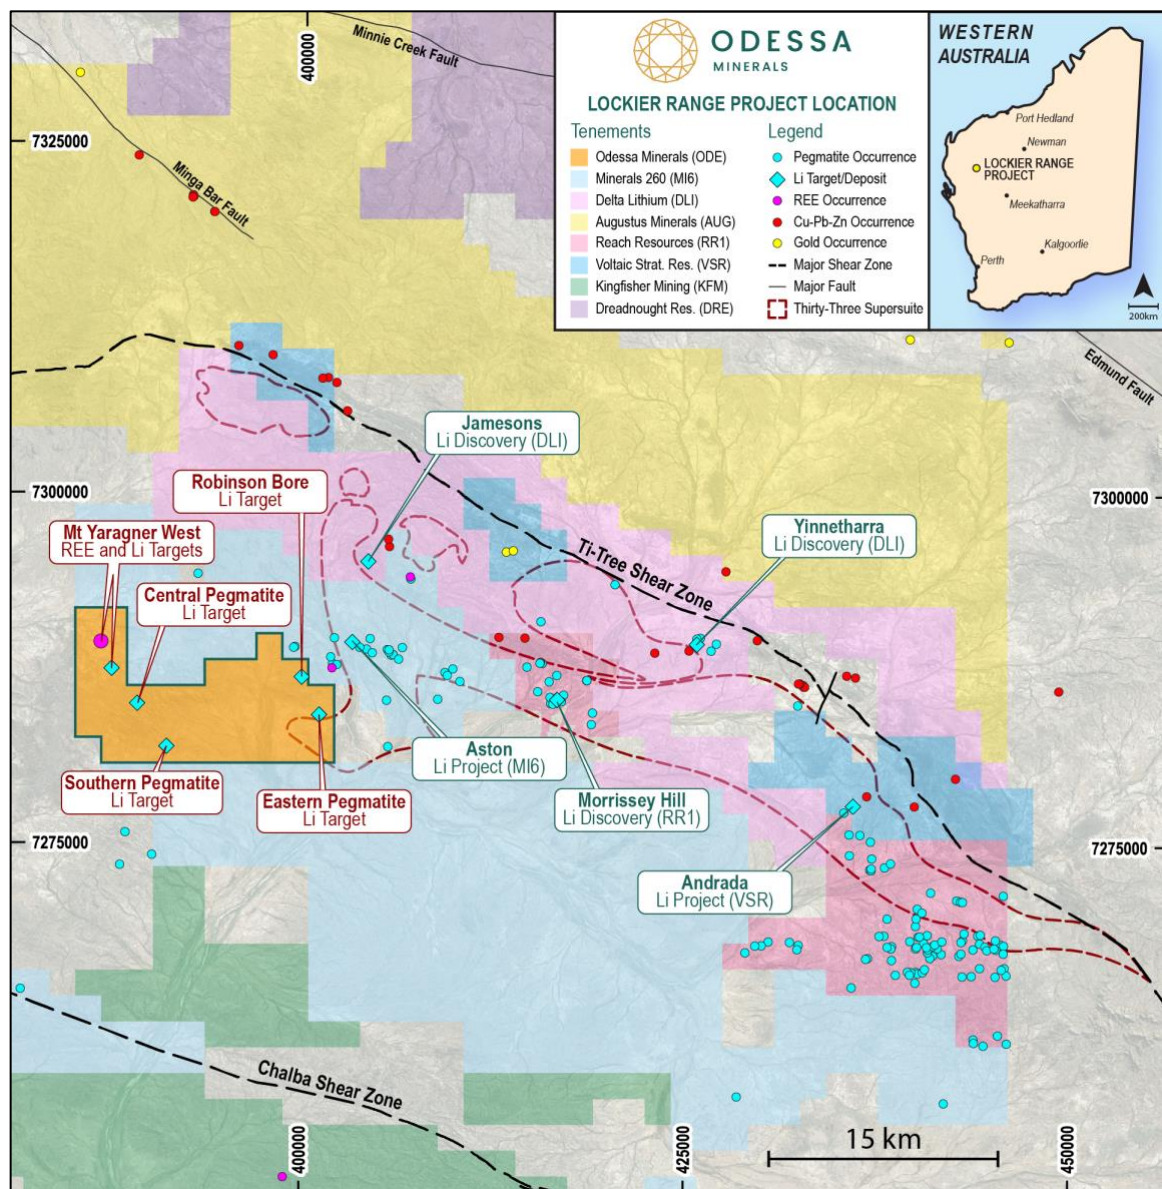 Minnie Creek Fault
400000
ODESSA
MINERALS
LOCKIER RANGE PROJECT LOCATION
Tenements
Odessa Minerals (ODE)
Minerals 260 (MI6)
Delta Lithium (DLI)
Augustus Minerals (AUG)
Reach Resources (RR1)
Voltaic Strat. Res. (VSR)
Kingfisher Mining (KFM)
Dreadnought Res. (DRE)
Legend
Pegmatite Occurrence
Li Target/Deposit
REE Occurrence
Cu-Pb-Zn Occurrence
Gold Occurrence
Major Shear Zone
Major Fault
Thirty-Three Supersuite
WESTERN
AUSTRALIA
Port Hedland
Newman
LOCKIER RANGE
PROJECT
Meekatharra
Kalgoorlie
Perth
200km
7325000
Minga Bar Fault
Edmund Fault
Jamesons
Li Discovery (DLI)
Robinson Bore
Li Target
7300000
7300000
Mt Yaragner West
REE and Li Targets
Yinnetharra
Li Discovery (DLI)
Ti-Tree Shear Zone
Central Pegmatite
Li Target
Aston
Li Project (MI6)
Southern Pegmatite
Li Target
Eastern Pegmatite
Li Target
Morrissey Hill
Li Discovery (RR1)
7275000
7275000
Andrada
Li Project (VSR)
Chalba Shear Zone
15 km
400000
425000
450000